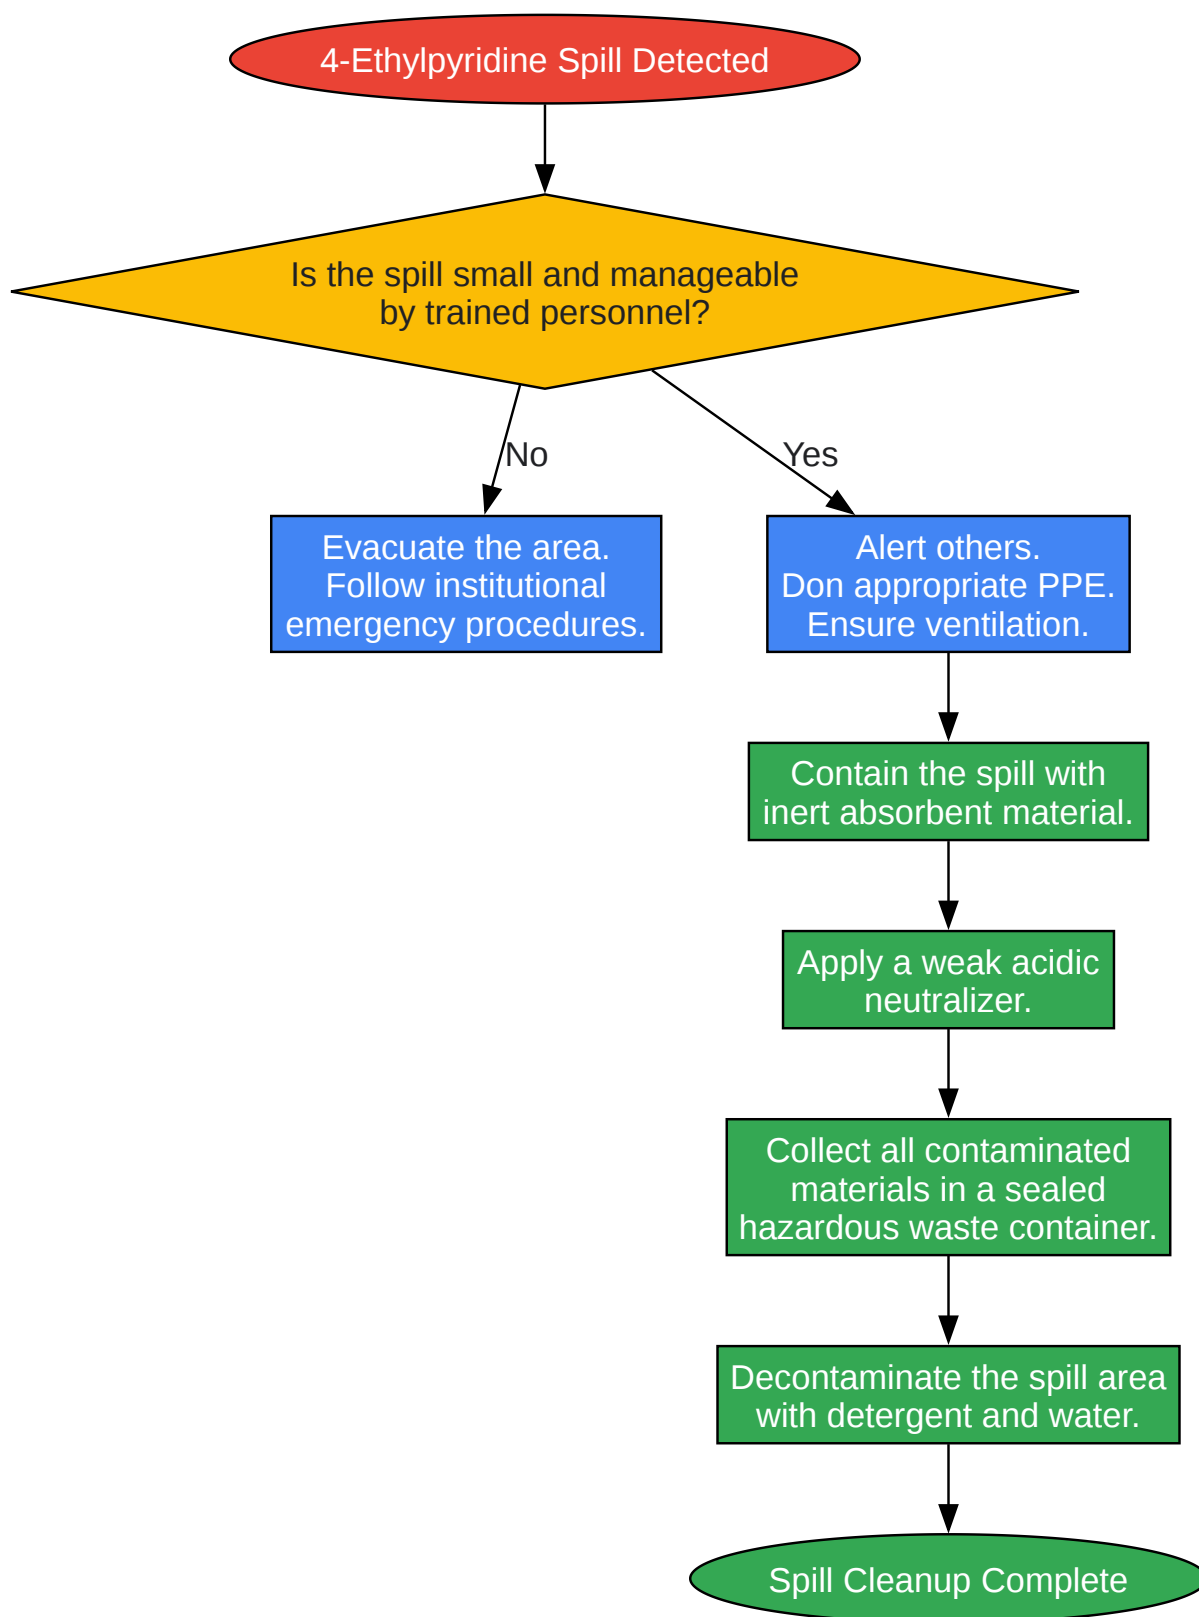 4-Ethylpyridine Spill Detected
Is the spill small and manageable
by trained personnel?
No
Yes
Evacuate the area.
Follow institutional
emergency procedures.
Alert others.
Don appropriate PPE.
Ensure ventilation.
Contain the spill with
inert absorbent material.
Apply a weak acidic
neutralizer.
Collect all contaminated
materials in a sealed
hazardous waste container.
Decontaminate the spill area
with detergent and water.
Spill Cleanup Complete